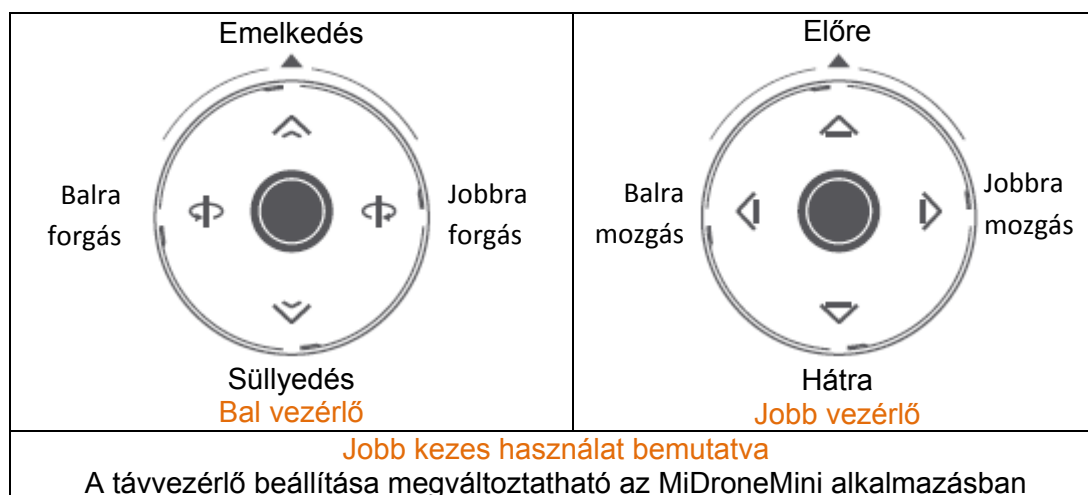 Emelkedés
Balra
forgás
Jobbra
forgás
Süllyedés
Bal vezérlő
Előre
Balra
mozgás
Jobbra
mozgás
Hátra
Jobb vezérlő
Jobb kezes használat bemutatva
A távvezérlő beállítása megváltoztatható az MiDroneMini alkalmazásban